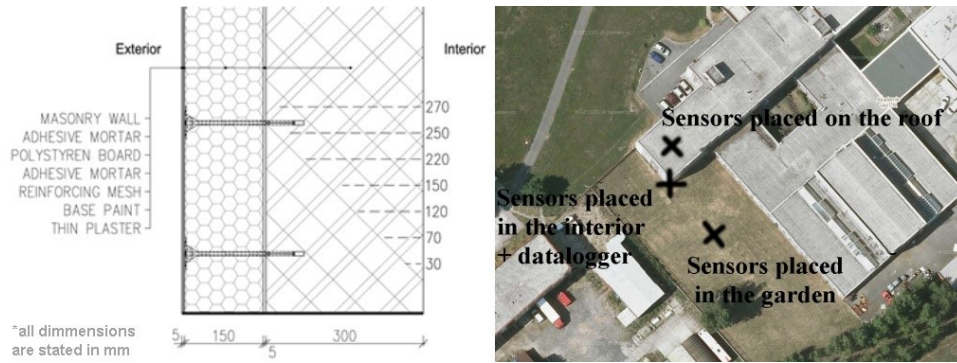 Exterior
Interior
MASONRY WALL
ADHESIVE MORTAR
POLYSTYREN BOARD
ADHESIVE MORTAR
REINFORCING MESH
BASE PAINT
THIN PLASTER
270
250
220
150
120
70
30
*all dimmensions
are stated in mm
5
150
5
300
Sensors placed on the roof
Sensors placed
in the interior
+ datalogger
Sensors placed
in the garden